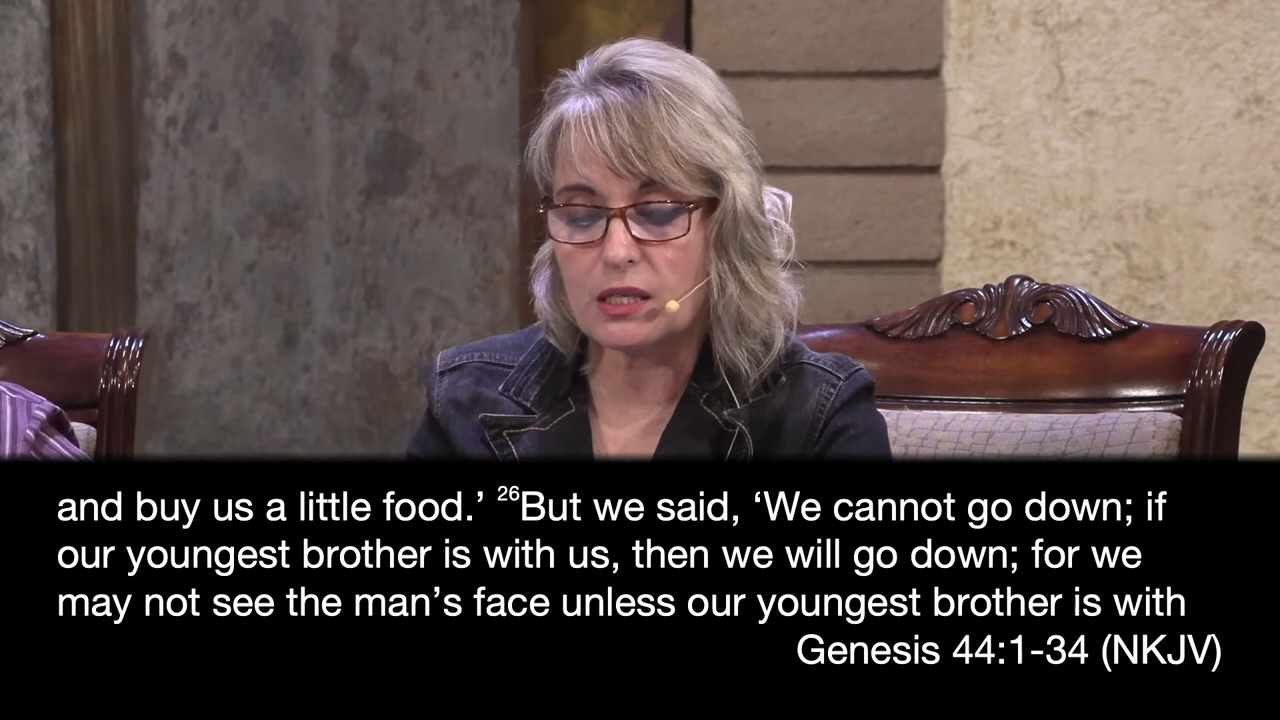 and buy us a little food.’ ²⁶But we said, ‘We cannot go down; if
our youngest brother is with us, then we will go down; for we
may not see the man’s face unless our youngest brother is with
Genesis 44:1-34 (NKJV)